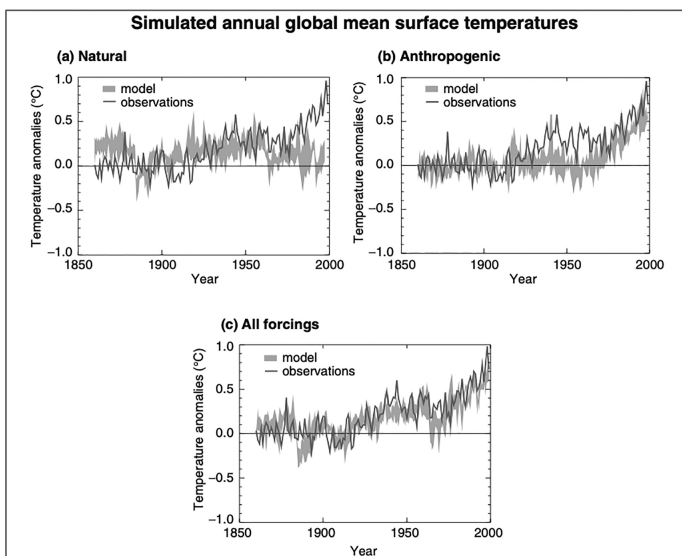 Simulated annual global mean surface temperatures
(a) Natural
1.0
0.5
0.0
−0.5
−1.0
Temperature anomalies (°C)
model
observations
1850
1900
1950
2000
Year
(b) Anthropogenic
1.0
0.5
0.0
−0.5
−1.0
Temperature anomalies (°C)
model
observations
1850
1900
1950
2000
Year
(c) All forcings
1.0
0.5
0.0
−0.5
−1.0
Temperature anomalies (°C)
model
observations
1850
1900
1950
2000
Year